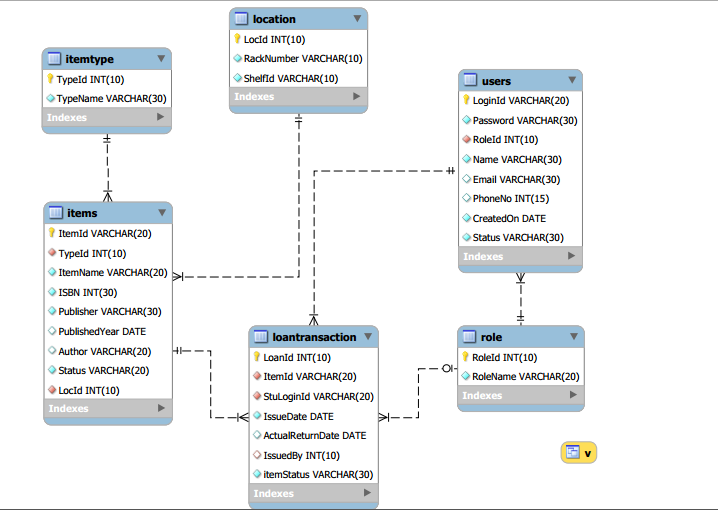 location
LocId INT(10)
RackNumber VARCHAR(10)
ShelfId VARCHAR(10)
Indexes
itemtype
TypeId INT(10)
TypeName VARCHAR(30)
Indexes
users
LoginId VARCHAR(20)
Password VARCHAR(30)
RoleId INT(10)
Name VARCHAR(30)
Email VARCHAR(30)
PhoneNo INT(15)
CreatedOn DATE
Status VARCHAR(30)
Indexes
items
ItemId VARCHAR(20)
TypeId INT(10)
ItemName VARCHAR(20)
ISBN INT(30)
Publisher VARCHAR(30)
PublishedYear DATE
Author VARCHAR(20)
Status VARCHAR(20)
LocId INT(10)
Indexes
loantransaction
LoanId INT(10)
ItemId VARCHAR(20)
StuLoginId VARCHAR(20)
IssueDate DATE
ActualReturnDate DATE
IssuedBy INT(10)
itemStatus VARCHAR(30)
Indexes
role
RoleId INT(10)
RoleName VARCHAR(20)
Indexes
v